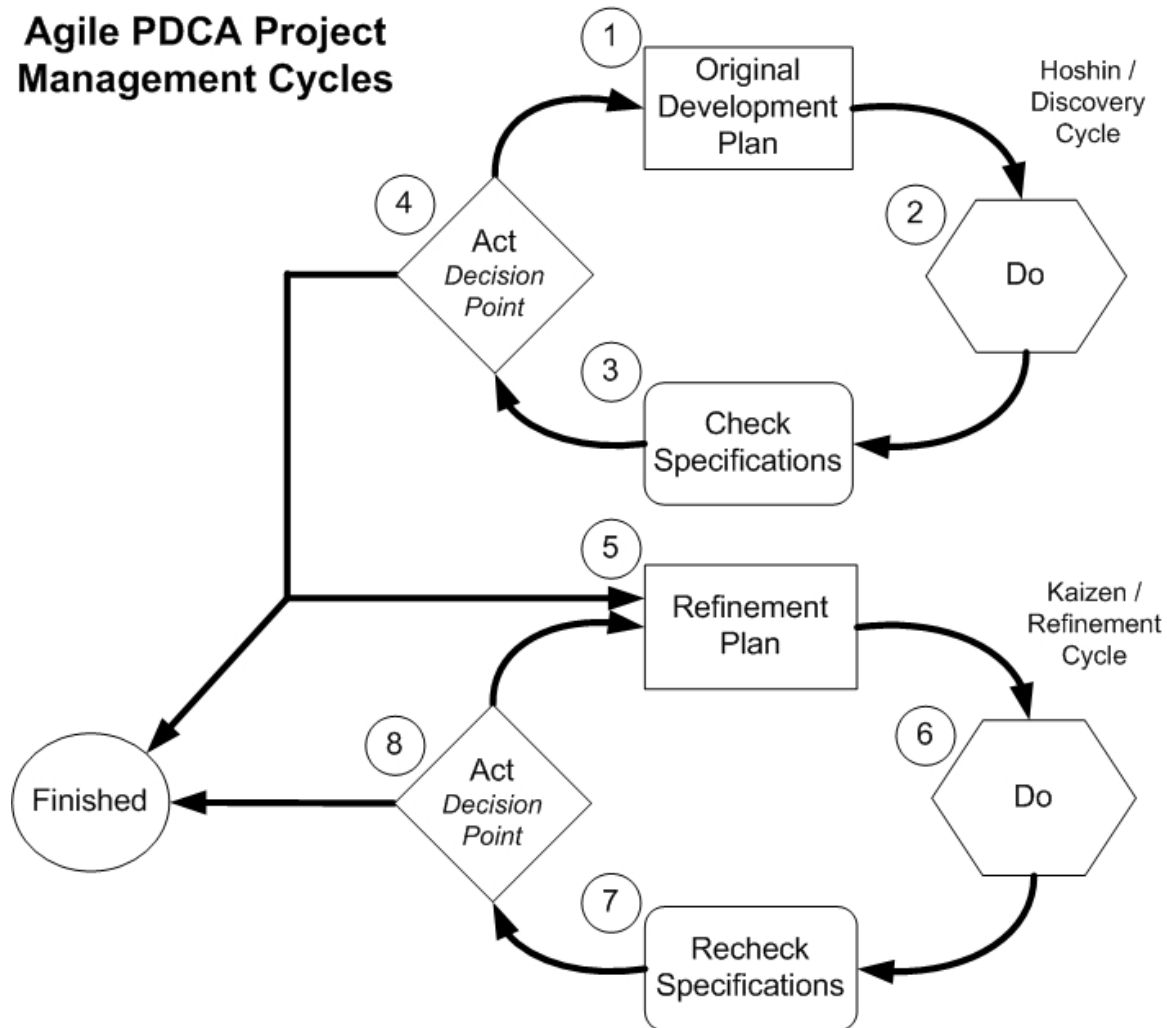 Agile PDCA Project
Management Cycles
1
Original
Development
Plan
Hoshin /
Discovery
Cycle
2
Do
4
Act
Decision
Point
3
Check
Specifications
5
Refinement
Plan
Kaizen /
Refinement
Cycle
6
Do
8
Act
Decision
Point
Finished
7
Recheck
Specifications